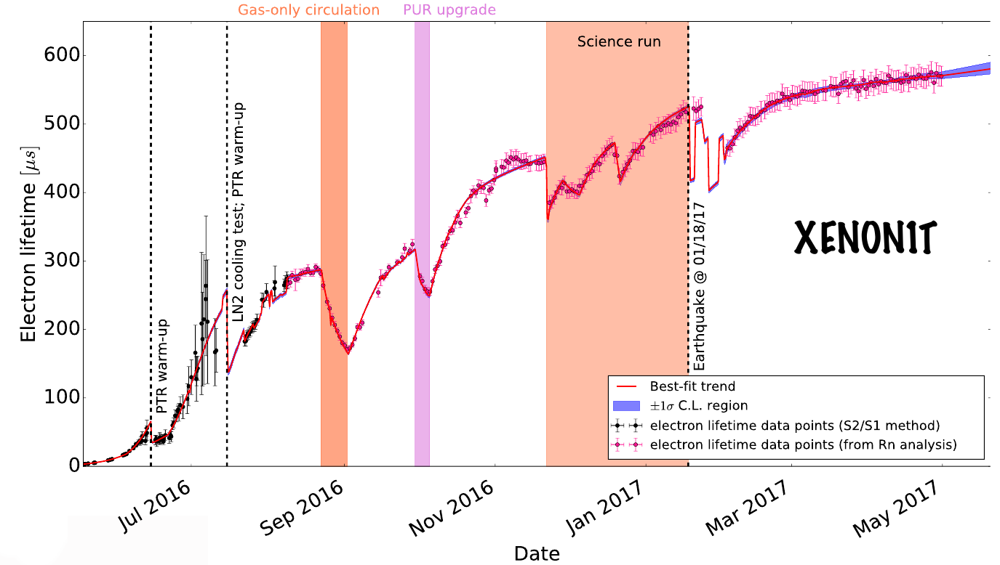 Gas-only circulation
PUR upgrade
Science run
600
500
400
300
200
100
0
Electron lifetime [μs]
PTR warm-up
LN2 cooling test; PTR warm-up
Earthquake @ 01/18/17
XENON1T
Best-fit trend
±1σ C.L. region
electron lifetime data points (S2/S1 method)
electron lifetime data points (from Rn analysis)
Jul 2016
Sep 2016
Nov 2016
Jan 2017
Mar 2017
May 2017
Date